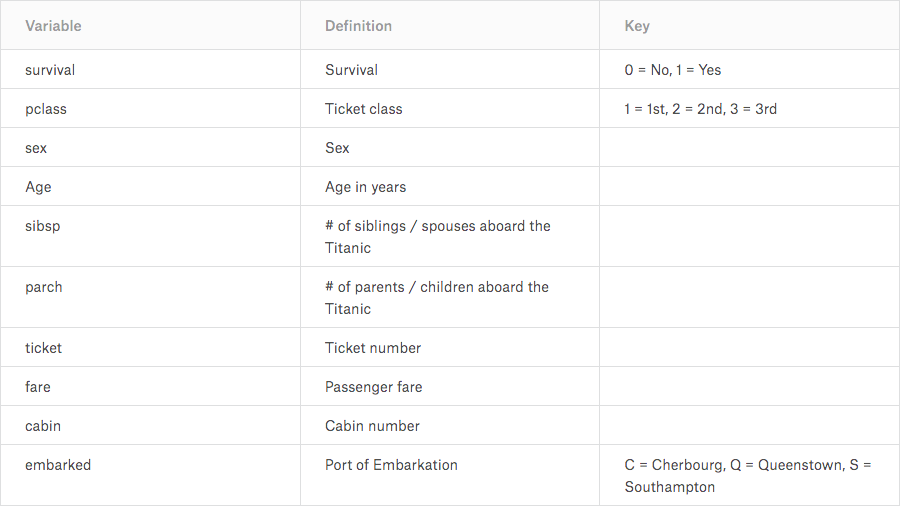 Variable Definition Key
survival Survival 0 = No, 1 = Yes
pclass Ticket class 1 = 1st, 2 = 2nd, 3 = 3rd
sex Sex
Age Age in years
sibsp # of siblings / spouses aboard the
Titanic
parch # of parents / children aboard the
Titanic
ticket Ticket number
fare Passenger fare
cabin Cabin number
embarked Port of Embarkation C = Cherbourg, Q = Queenstown, S =
Southampton